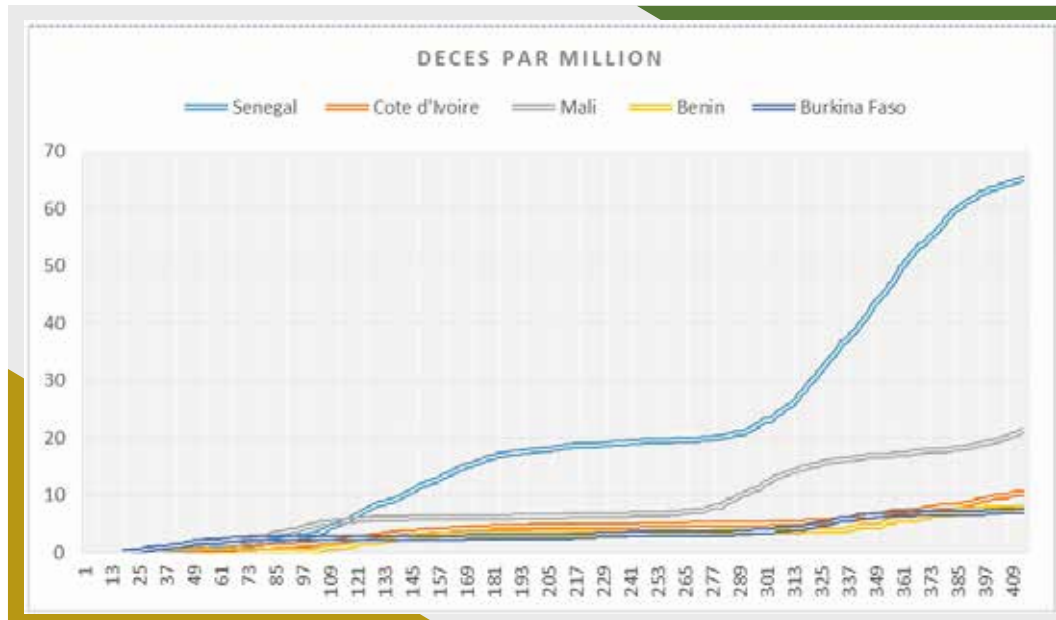 DECES PAR MILLION
Senegal Cote d'Ivoire Mali Benin Burkina Faso
70
60
50
40
30
20
10
0
1 13 25 37 49 61 73 85 97 109 121 133 145 157 169 181 193 205 217 229 241 253 265 277 289 301 313 325 337 349 361 373 385 397 409